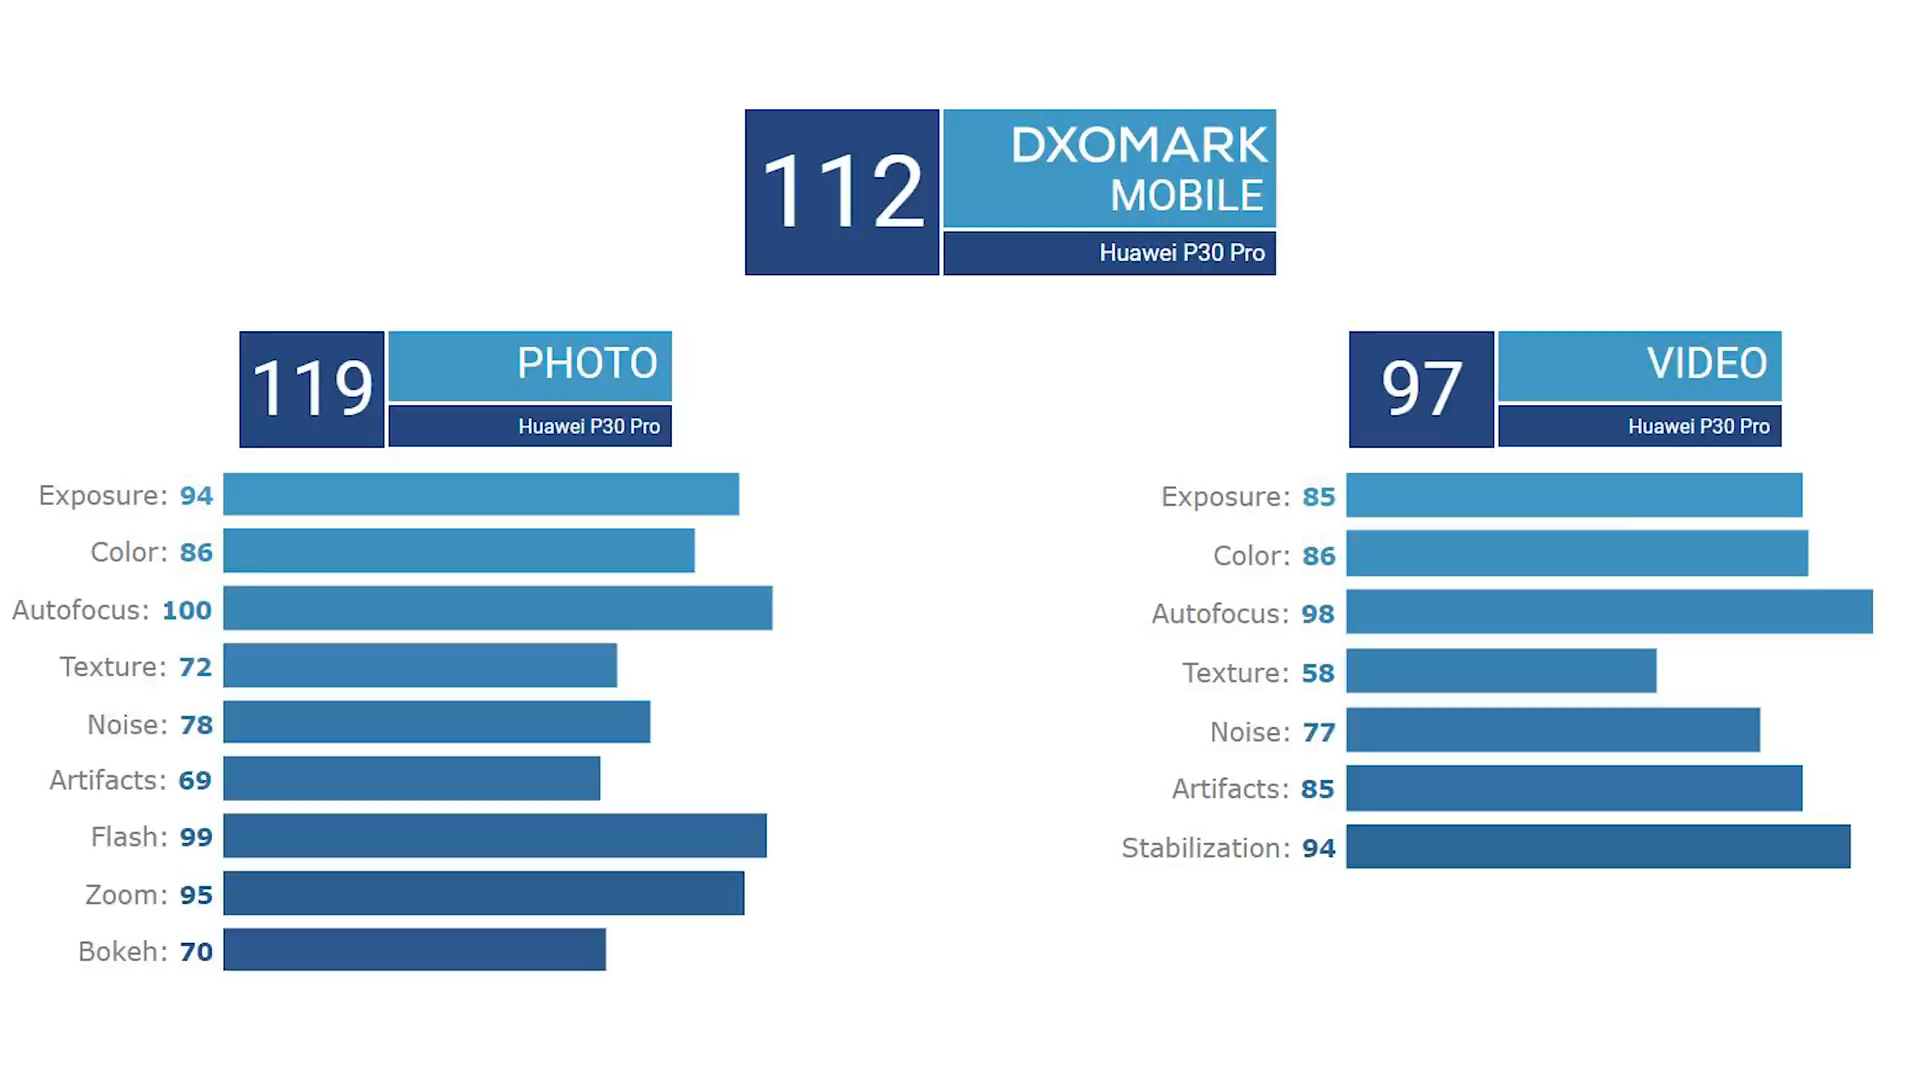 112
DXOMARK
MOBILE
Huawei P30 Pro
119
PHOTO
Huawei P30 Pro
Exposure: 94
Color: 86
Autofocus: 100
Texture: 72
Noise: 78
Artifacts: 69
Flash: 99
Zoom: 95
Bokeh: 70
97
VIDEO
Huawei P30 Pro
Exposure: 85
Color: 86
Autofocus: 98
Texture: 58
Noise: 77
Artifacts: 85
Stabilization: 94